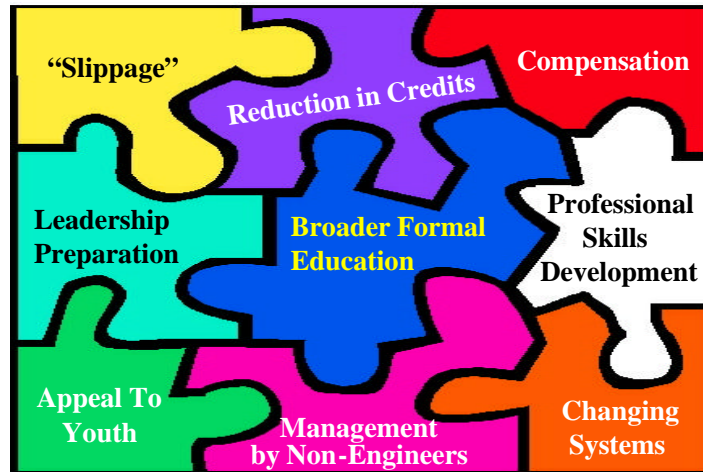 “Slippage”
Reduction in Credits
Compensation
Leadership
Preparation
Broader Formal
Education
Professional
Skills
Development
Appeal To
Youth
Management
by Non-Engineers
Changing
Systems